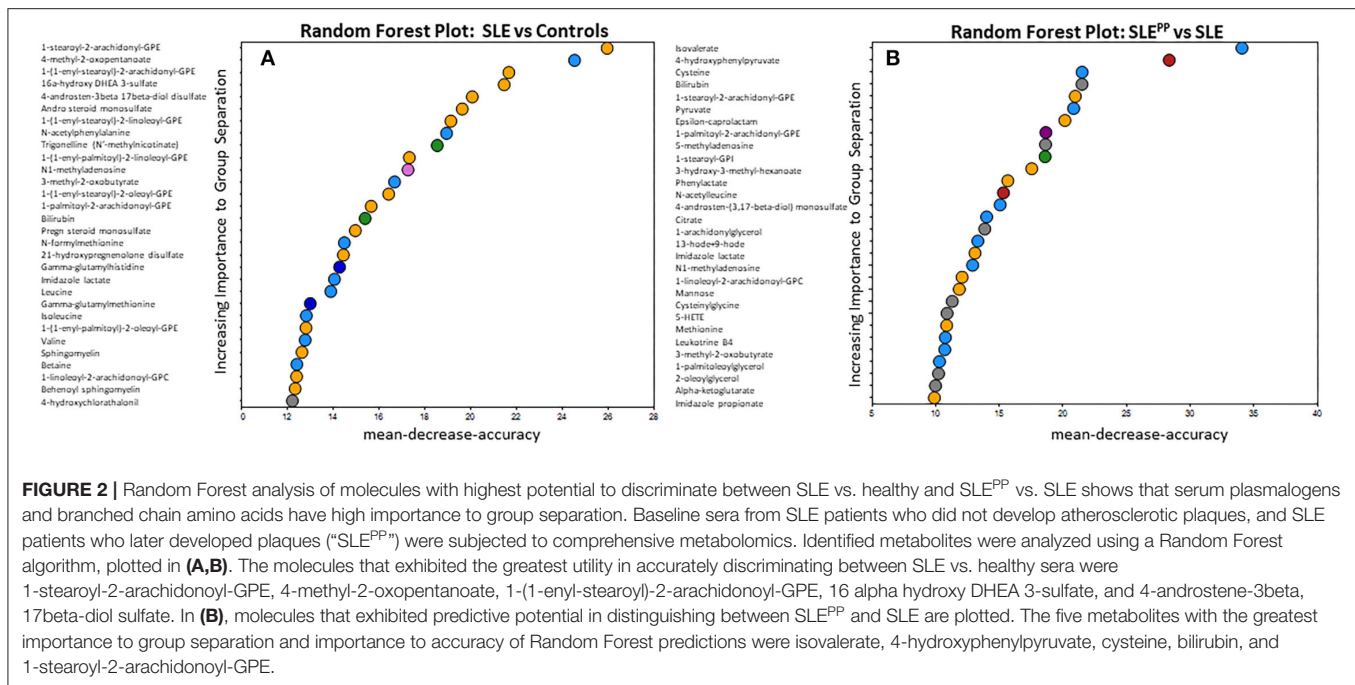 Random Forest Plot: SLE vs Controls
A
1-stearoyl-2-arachidonyl-GPE
4-methyl-2-oxopentanoate
1-(1-enyl-stearoyl)-2-arachidonyl-GPE
16a-hydroxy DHEA 3-sulfate
4-androsten-3beta 17beta-diol disulfate
Andro steroid monosulfate
1-(1-enyl-stearoyl)-2-linoleoyl-GPE
N-acetylphenylalanine
Trigonelline (N'-methylnicotinate)
1-(1-enyl-palmitoyl)-2-linoleoyl-GPE
N1-methyladenosine
3-methyl-2-oxobutyrate
1-(1-enyl-stearoyl)-2-oleoyl-GPE
1-palmitoyl-2-arachidonoyl-GPE
Bilirubin
Pregn steroid monosulfate
N-formylmethionine
21-hydroxypregnenolone disulfate
Gamma-glutamylhistidine
Imidazole lactate
Leucine
Gamma-glutamylmethionine
Isoleucine
1-(1-enyl-palmitoyl)-2-oleoyl-GPE
Valine
Sphingomyelin
Betaine
1-linoleoyl-2-arachidonoyl-GPC
Behenoyl sphingomyelin
4-hydroxychlorathalonil
Increasing Importance to Group Separation
12 14 16 18 20 22 24 26 28
mean-decrease-accuracy
Random Forest Plot: SLEᴾᴾ vs SLE
B
Isovalerate
4-hydroxyphenylpyruvate
Cysteine
Bilirubin
1-stearoyl-2-arachidonyl-GPE
Pyruvate
Epsilon-caprolactam
1-palmitoyl-2-arachidonyl-GPE
5-methyladenosine
1-stearoyl-GPI
3-hydroxy-3-methyl-hexanoate
Phenylactate
N-acetylleucine
4-androsten-(3,17-beta-diol) monosulfate
Citrate
1-arachidonylglycerol
13-hode+9-hode
Imidazole lactate
N1-methyladenosine
1-linoleoyl-2-arachidonoyl-GPC
Mannose
Cysteinylglycine
5-HETE
Methionine
Leukotrine B4
3-methyl-2-oxobutyrate
1-palmitoleoylglycerol
2-oleoylglycerol
Alpha-ketoglutarate
Imidazole propionate
Increasing Importance to Group Separation
5 10 15 20 25 30 35 40
mean-decrease-accuracy
FIGURE 2 | Random Forest analysis of molecules with highest potential to discriminate between SLE vs. healthy and SLEᴾᴾ vs. SLE shows that serum plasmalogens
and branched chain amino acids have high importance to group separation. Baseline sera from SLE patients who did not develop atherosclerotic plaques, and SLE
patients who later developed plaques (“SLEᴾᴾ”) were subjected to comprehensive metabolomics. Identified metabolites were analyzed using a Random Forest
algorithm, plotted in (A,B). The molecules that exhibited the greatest utility in accurately discriminating between SLE vs. healthy sera were
1-stearoyl-2-arachidonoyl-GPE, 4-methyl-2-oxopentanoate, 1-(1-enyl-stearoyl)-2-arachidonyl-GPE, 16 alpha hydroxy DHEA 3-sulfate, and 4-androstene-3beta,
17beta-diol sulfate. In (B), molecules that exhibited predictive potential in distinguishing between SLEᴾᴾ and SLE are plotted. The five metabolites with the greatest
importance to group separation and importance to accuracy of Random Forest predictions were isovalerate, 4-hydroxyphenylpyruvate, cysteine, bilirubin, and
1-stearoyl-2-arachidonoyl-GPE.